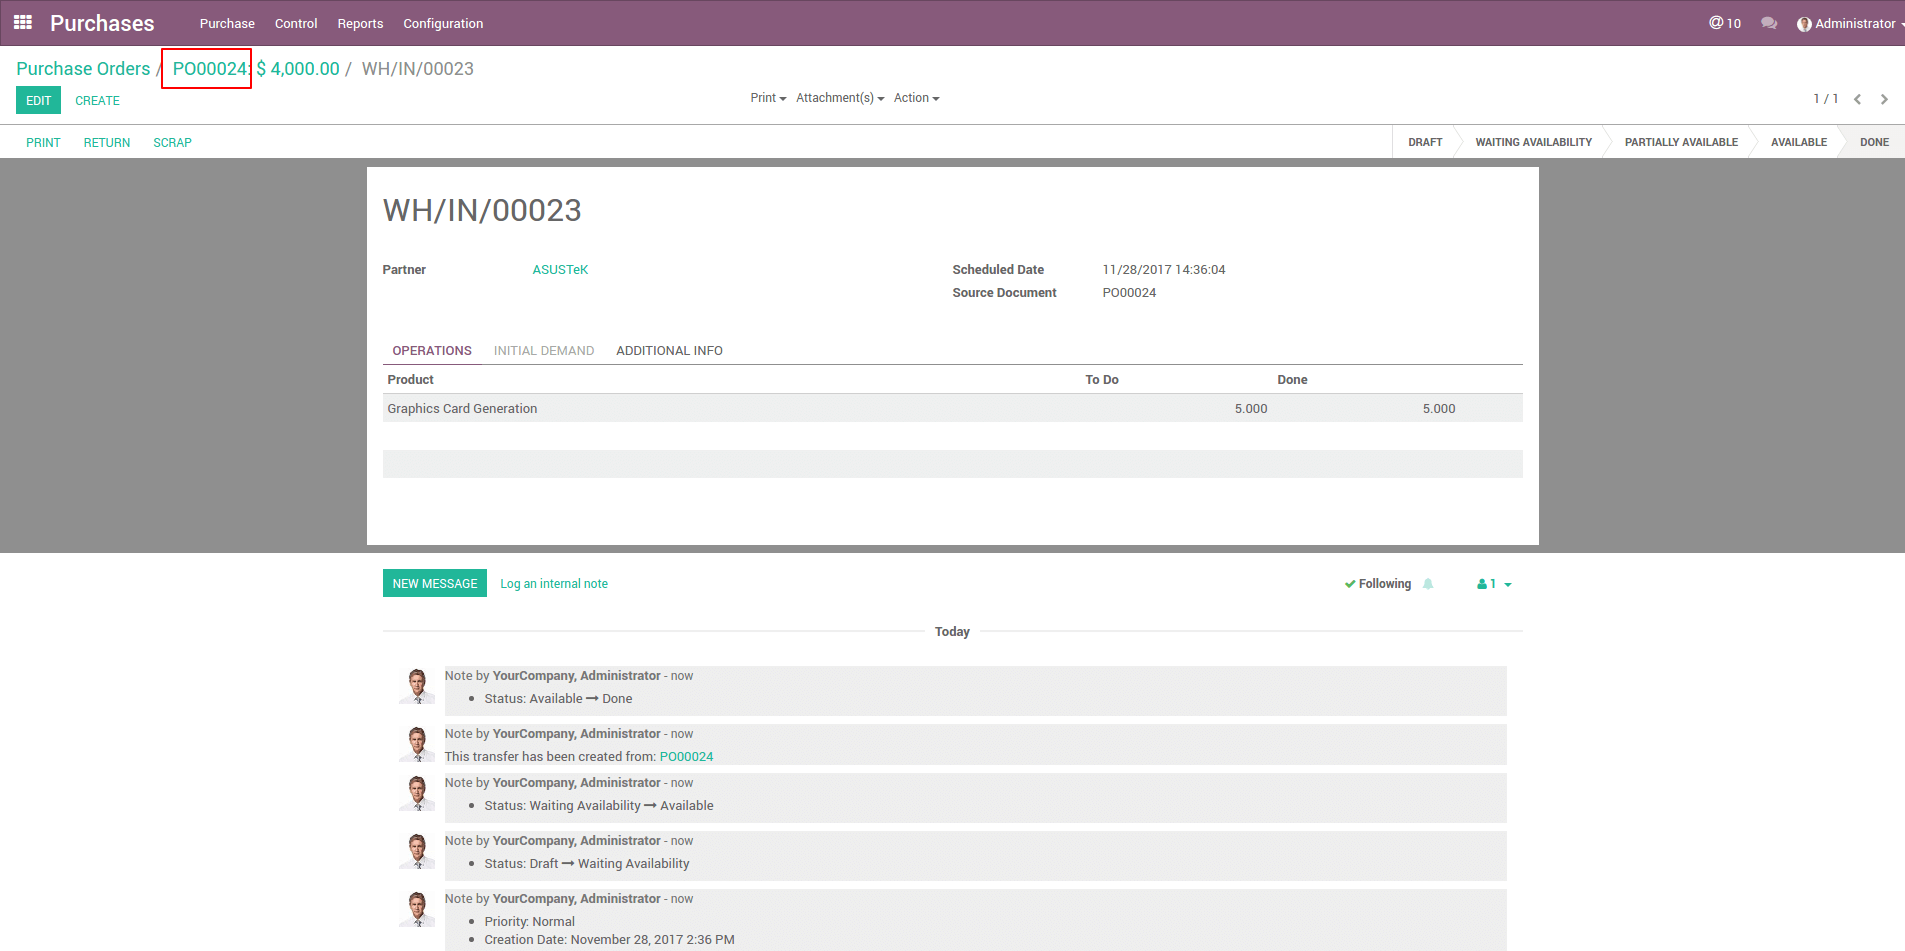 Purchases Purchase Control Reports Configuration @ 10 Administrator
Purchase Orders / PO00024: $ 4,000.00 / WH/IN/00023
EDIT CREATE Print Attachment(s) Action 1 / 1
PRINT RETURN SCRAP DRAFT WAITING AVAILABILITY PARTIALLY AVAILABLE AVAILABLE DONE
WH/IN/00023
Partner ASUSTeK Scheduled Date 11/28/2017 14:36:04
Source Document PO00024
OPERATIONS INITIAL DEMAND ADDITIONAL INFO
Product To Do Done
Graphics Card Generation 5.000 5.000
NEW MESSAGE Log an internal note Following 1
Today
Note by YourCompany, Administrator - now
• Status: Available → Done
Note by YourCompany, Administrator - now
This transfer has been created from: PO00024
Note by YourCompany, Administrator - now
• Status: Waiting Availability → Available
Note by YourCompany, Administrator - now
• Status: Draft → Waiting Availability
Note by YourCompany, Administrator - now
• Priority: Normal
• Creation Date: November 28, 2017 2:36 PM